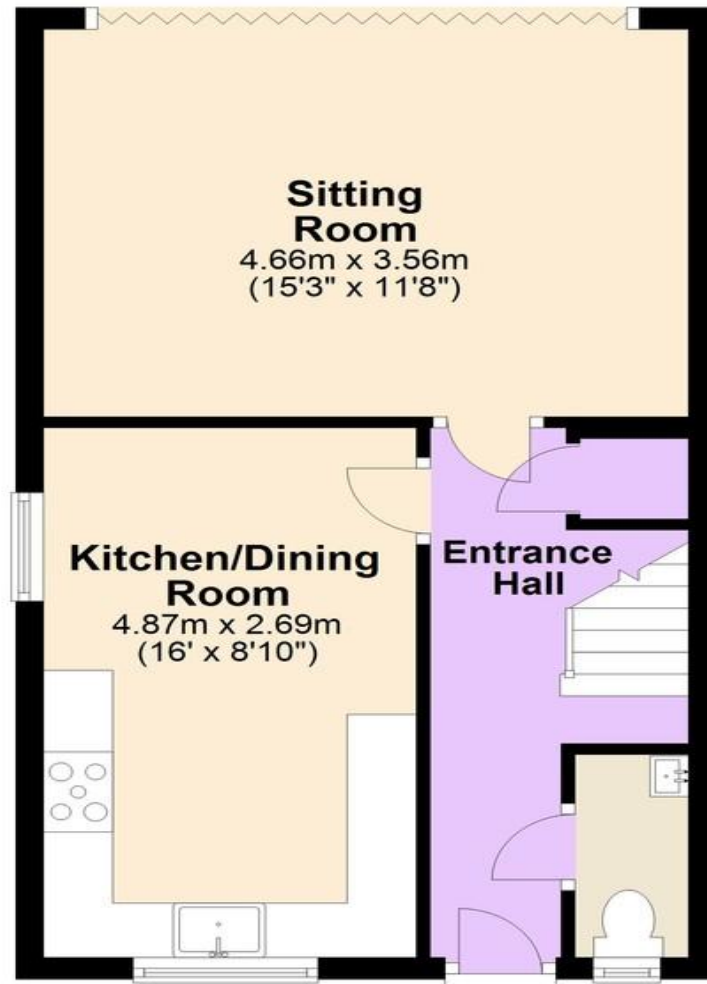 Sitting
Room
4.66m x 3.56m
(15'3" x 11'8")
Kitchen/Dining
Room
4.87m x 2.69m
(16' x 8'10")
Entrance
Hall